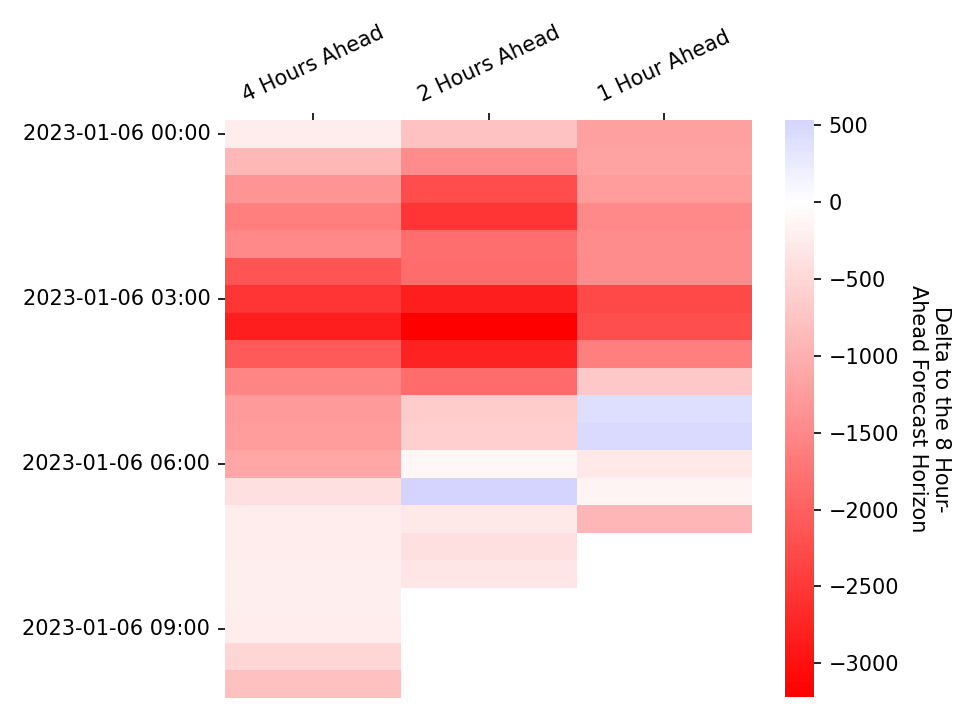 4 Hours Ahead
2 Hours Ahead
1 Hour Ahead
2023-01-06 00:00
2023-01-06 03:00
2023-01-06 06:00
2023-01-06 09:00
500
0
−500
−1000
−1500
−2000
−2500
−3000
Delta to the 8 Hour-
Ahead Forecast Horizon